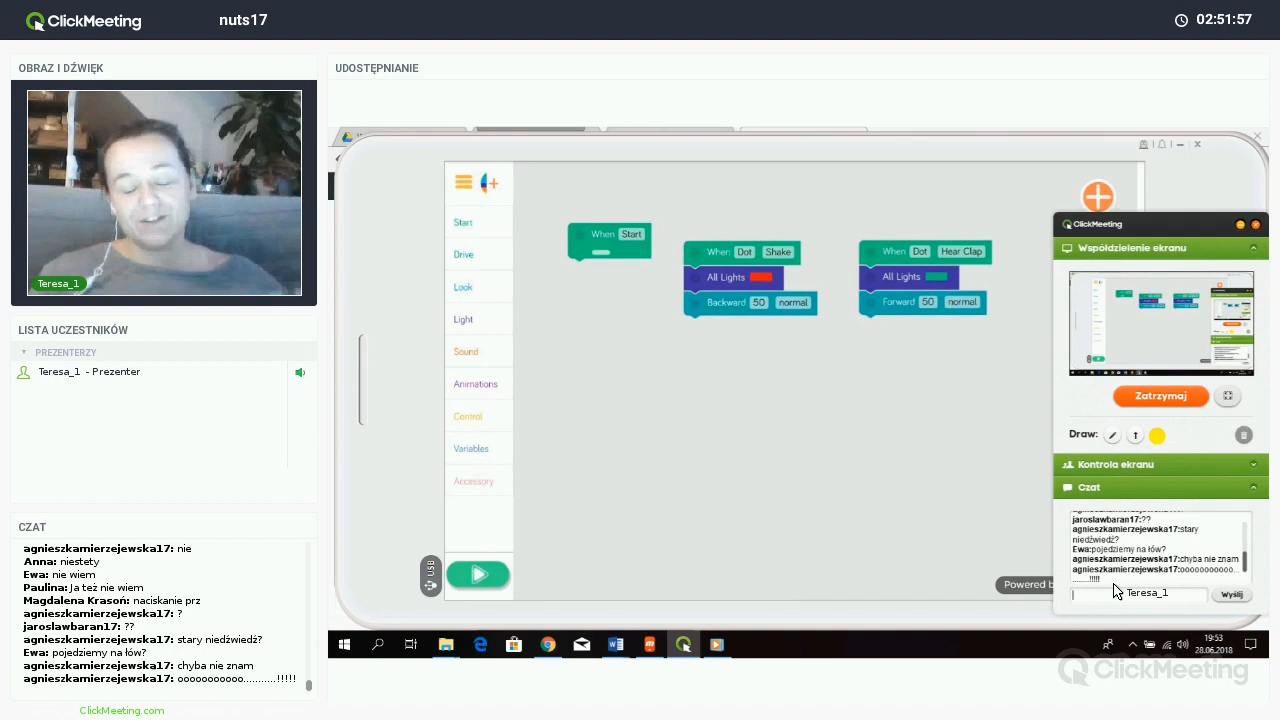 ClickMeeting
nuts17
02:51:57
OBRAZ I DŹWIĘK
Teresa_1
LISTA UCZESTNIKÓW
PREZENTERZY
Teresa_1 - Prezenter
CZAT
agnieszkamierzejewska17: nie
Anna: niestety
Ewa: nie wiem
Paulina: Ja też nie wiem
Magdalena Krasoń: naciskanie prz
agnieszkamierzejewska17: ?
jaroslawbaran17: ??
agnieszkamierzejewska17: stary niedźwiedź?
Ewa: pojedziemy na łów?
agnieszkamierzejewska17: chyba nie znam
agnieszkamierzejewska17: ooooooooooo..........!!!!!
ClickMeeting.com
UDOSTĘPNIANIE
Start
Drive
Look
Light
Sound
Animations
Control
Variables
Accessory
USB
When Start
When Dot Shake
All Lights
Backward 50 normal
When Dot Hear Clap
All Lights
Forward 50 normal
Powered b
ClickMeeting
Współdzielenie ekranu
Zatrzymaj
Draw:
Kontrola ekranu
Czat
jaroslawbaran17:??
agnieszkamierzejewska17:stary
niedźwiedź?
Ewa:pojedziemy na łów?
agnieszkamierzejewska17:chyba nie znam
agnieszkamierzejewska17:ooooooooooo...
.......!!!!!
Teresa_1
Wyślij
19:53
28.06.2018
ClickMeeting